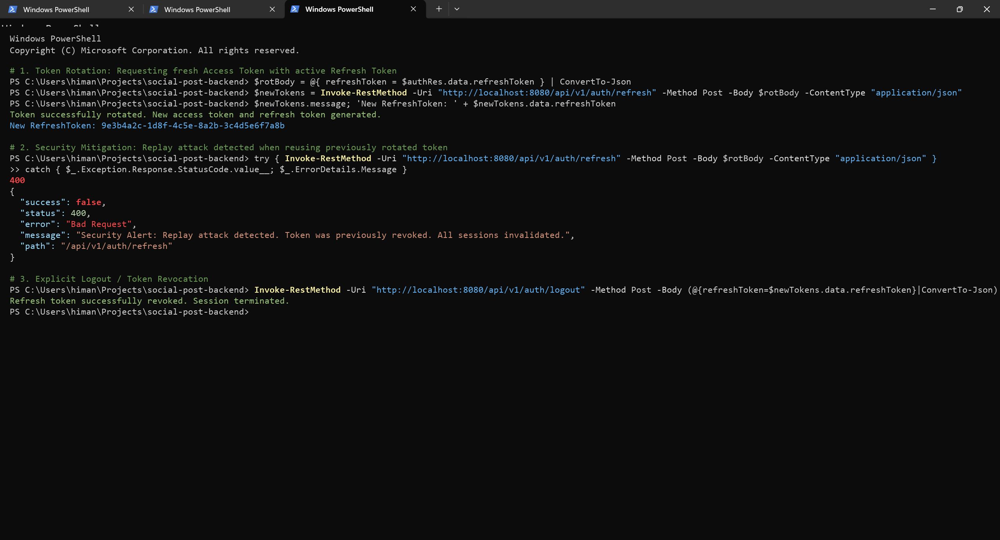 Windows PowerShell
Windows PowerShell
Windows PowerShell
Windows PowerShell
Windows PowerShell
Copyright (C) Microsoft Corporation. All rights reserved.
# 1. Token Rotation: Requesting fresh Access Token with active Refresh Token
PS C:\Users\himan\Projects\social-post-backend> $rotBody = @{ refreshToken = $authRes.data.refreshToken } | ConvertTo-Json
PS C:\Users\himan\Projects\social-post-backend> $newTokens = Invoke-RestMethod -Uri "http://localhost:8080/api/v1/auth/refresh" -Method Post -Body $rotBody -ContentType "application/json"
PS C:\Users\himan\Projects\social-post-backend> $newTokens.message; 'New RefreshToken: ' + $newTokens.data.refreshToken
Token successfully rotated. New access token and refresh token generated.
New RefreshToken: 9e3b4a2c-1d8f-4c5e-8a2b-3c4d5e6f7a8b
# 2. Security Mitigation: Replay attack detected when reusing previously rotated token
PS C:\Users\himan\Projects\social-post-backend> try { Invoke-RestMethod -Uri "http://localhost:8080/api/v1/auth/refresh" -Method Post -Body $rotBody -ContentType "application/json" }
>> catch { $_.Exception.Response.StatusCode.value__; $_.ErrorDetails.Message }
400
{
  "success": false,
  "status": 400,
  "error": "Bad Request",
  "message": "Security Alert: Replay attack detected. Token was previously revoked. All sessions invalidated.",
  "path": "/api/v1/auth/refresh"
}
# 3. Explicit Logout / Token Revocation
PS C:\Users\himan\Projects\social-post-backend> Invoke-RestMethod -Uri "http://localhost:8080/api/v1/auth/logout" -Method Post -Body (@{refreshToken=$newTokens.data.refreshToken}|ConvertTo-Json)
Refresh token successfully revoked. Session terminated.
PS C:\Users\himan\Projects\social-post-backend>